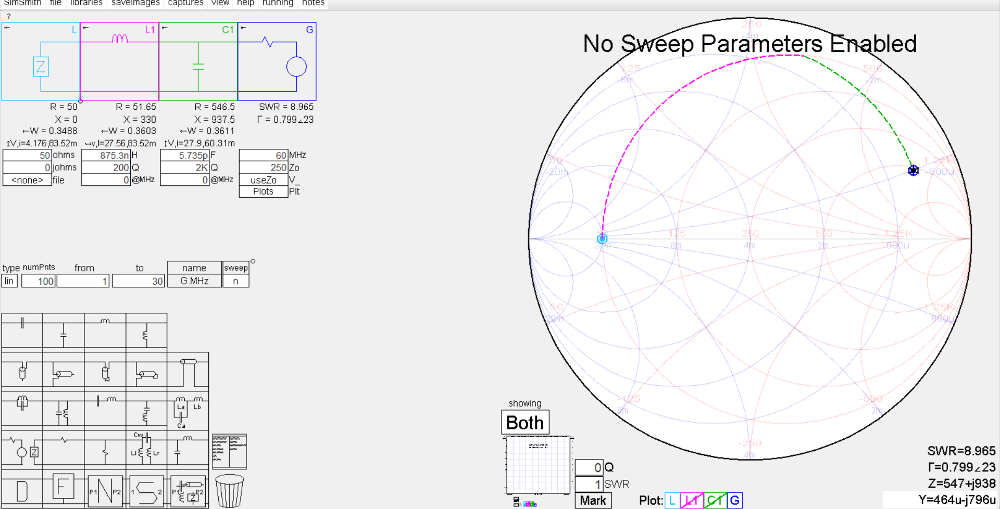 SimSmith file libraries saveimages captures view help running notes
?
L L1 C1 G
Z
R = 50 R = 51.65 R = 546.5 SWR = 8.965
X = 0 X = 330 X = 937.5 Γ = 0.799∠23
←W = 0.3488 ←W = 0.3603 ←W = 0.3611
↕V,i=4.176,83.52m ↔v,I=27.56,83.52m ↕V,i=27.9,60.31m
50 ohms 875.3n H 5.735p F 60 MHz
0 johms 200 Q 2K Q 250 Zo
<none> file 0 @MHz 0 @MHz useZo V_
Plots Plt
type numPnts from to name sweep
lin 100 1 30 G.MHz n
La Lb
Ca
Cw
Z Ll Lr
D F P1 N P2 1 S 2 P1 Z P2
No Sweep Parameters Enabled
250
-4m
125 500
-8m -2m
50 1.25K
-20m -800u
50 125 250 500 1.25K
20m 8m 4m 2m 800u
-50 -1.25K
20m 800u
-125 -500
8m 2m
-250
4m
showing
Both
0 Q
1 SWR
Mark Plot: L L1 C1 G
SWR=8.965
Γ=0.799∠23
Z=547+j938
Y=464u-j796u